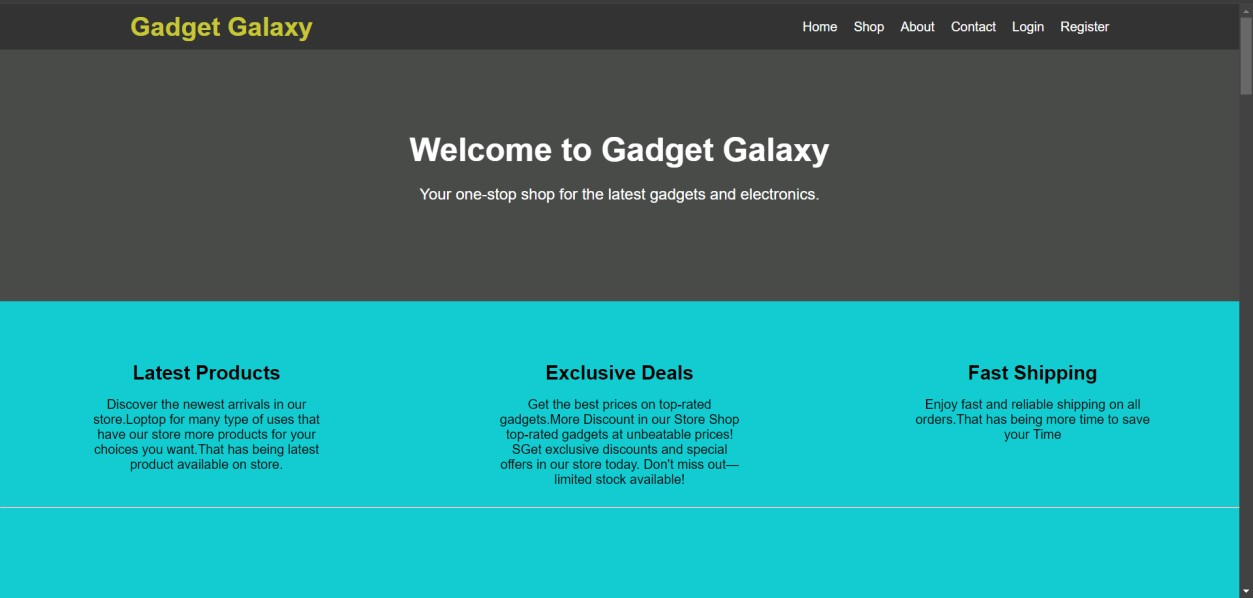 Gadget Galaxy
Home Shop About Contact Login Register
Welcome to Gadget Galaxy
Your one-stop shop for the latest gadgets and electronics.
Latest Products
Discover the newest arrivals in our
store.Loptop for many type of uses that
have our store more products for your
choices you want.That has being latest
product available on store.
Exclusive Deals
Get the best prices on top-rated
gadgets.More Discount in our Store Shop
top-rated gadgets at unbeatable prices!
SGet exclusive discounts and special
offers in our store today. Don't miss out—
limited stock available!
Fast Shipping
Enjoy fast and reliable shipping on all
orders.That has being more time to save
your Time